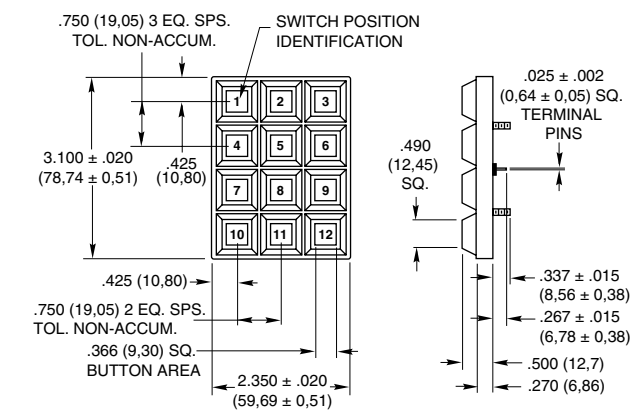 .750 (19,05) 3 EQ. SPS.
TOL. NON-ACCUM.
SWITCH POSITION
IDENTIFICATION
1 2 3
4 5 6
7 8 9
10 11 12
3.100 ± .020
(78,74 ± 0,51)
.425
(10,80)
.425 (10,80)
.750 (19,05) 2 EQ. SPS.
TOL. NON-ACCUM.
.366 (9,30) SQ.
BUTTON AREA
2.350 ± .020
(59,69 ± 0,51)
.025 ± .002
(0,64 ± 0,05) SQ.
TERMINAL
PINS
.490
(12,45)
SQ.
.337 ± .015
(8,56 ± 0,38)
.267 ± .015
(6,78 ± 0,38)
.500 (12,7)
.270 (6,86)